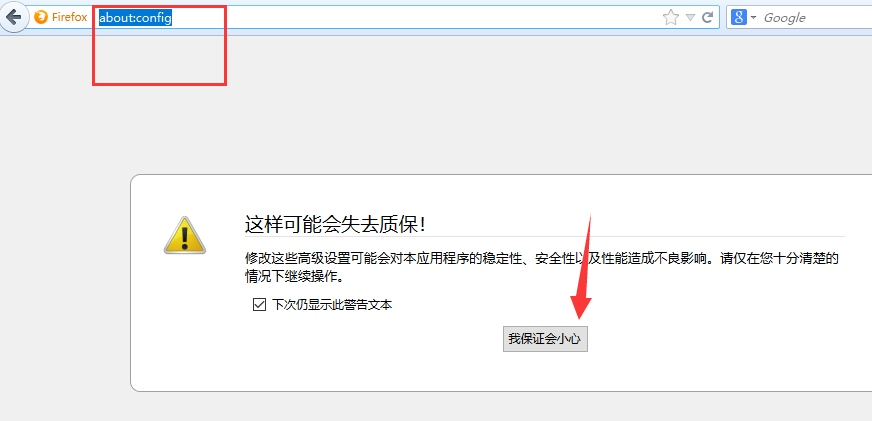 Firefox about:config Google
这样可能会失去质保！
修改这些高级设置可能会对本应用程序的稳定性、安全性以及性能造成不良影响。请仅在您十分清楚的
情况下继续操作。
下次仍显示此警告文本
我保证会小心